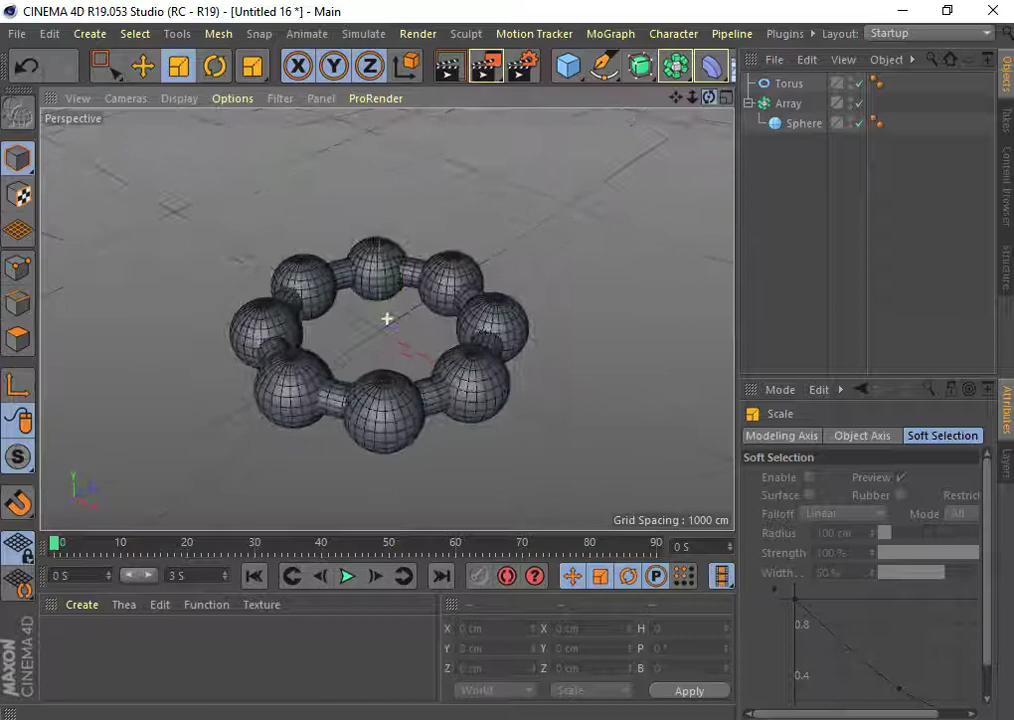 CINEMA 4D R19.053 Studio (RC - R19) - [Untitled 16 *] - Main
File Edit Create Select Tools Mesh Snap Animate Simulate Render Sculpt Motion Tracker MoGraph Character Pipeline Plugins Layout: Startup
X Y Z
File Edit View Object
View Cameras Display Options Filter Panel ProRender
Perspective
Torus
Array
Sphere
Objects
Takes
Content Browser
Structure
Grid Spacing : 1000 cm
Mode Edit
Scale
Modeling Axis Object Axis Soft Selection
Soft Selection
Enable Preview
Surface Rubber Restric
Falloff Linear Mode All
Radius 100 cm
Strength 100 %
Width 50 %
0.8
0.4
Attributes
Layers
0 10 20 30 40 50 60 70 80 90 0 S
0 S 3 S
Create Thea Edit Function Texture
X 0 cm X 0 cm H 0
Y 0 cm Y 0 cm P 0 °
Z 0 cm Z 0 cm B 0
World Scale Apply
MAXON
CINEMA 4D